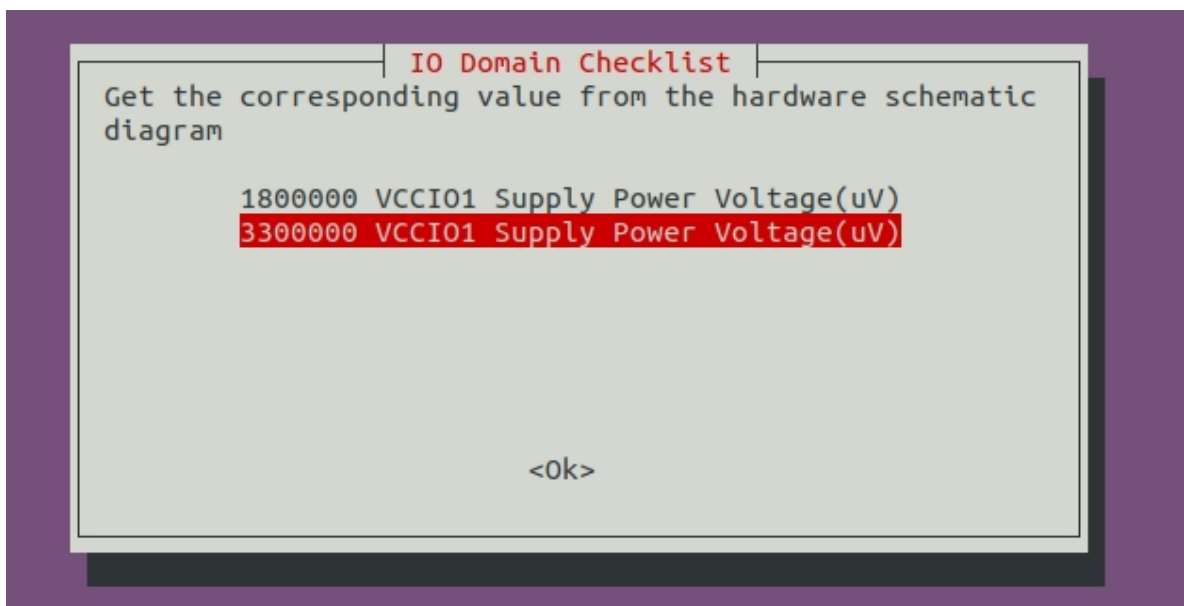 IO Domain Checklist
Get the corresponding value from the hardware schematic
diagram
1800000 VCCIO1 Supply Power Voltage(uV)
3300000 VCCIO1 Supply Power Voltage(uV)
<Ok>